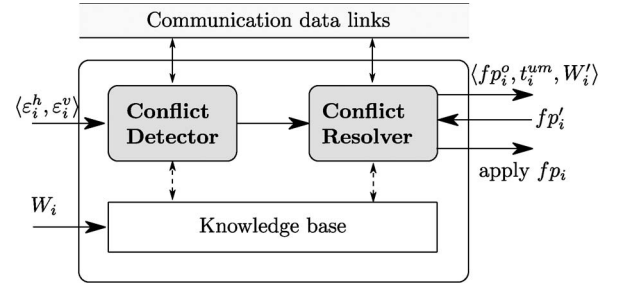 Communication data links
⟨fp_i^o, t_i^{um}, W_i′⟩
⟨ε_i^h, ε_i^v⟩
Conflict
Detector
Conflict
Resolver
fp_i′
apply fp_i
W_i
Knowledge base